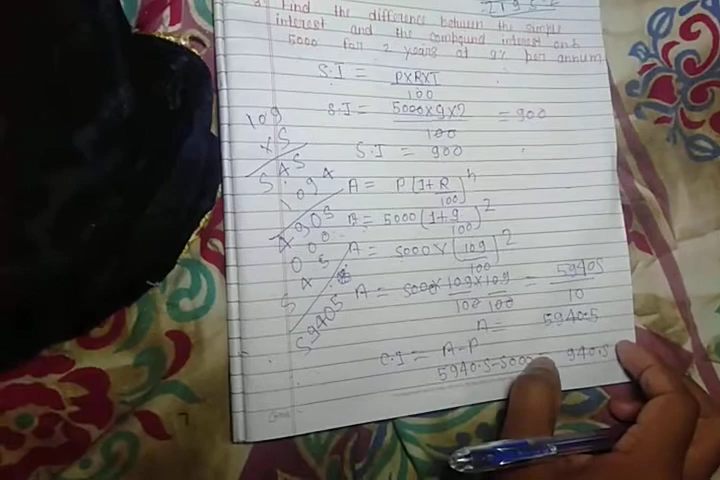 Find the difference between the simple
interest and the compound interest on ₹
5000 for 2 years at 9% per annum
S.I = P×R×T
100
S.I = 5000×9×2 = 900
100
S.I = 900
109
×5
545
109×
4905
000
05
54
59405
A = P(1+R)n
100
A = 5000(1+9)2
100
A = 5000×(109)2
100
A = 5000×109×109 = 59405
100 100 10
A = 5940.5
C.I = A-P
5940.5-5000 940.5